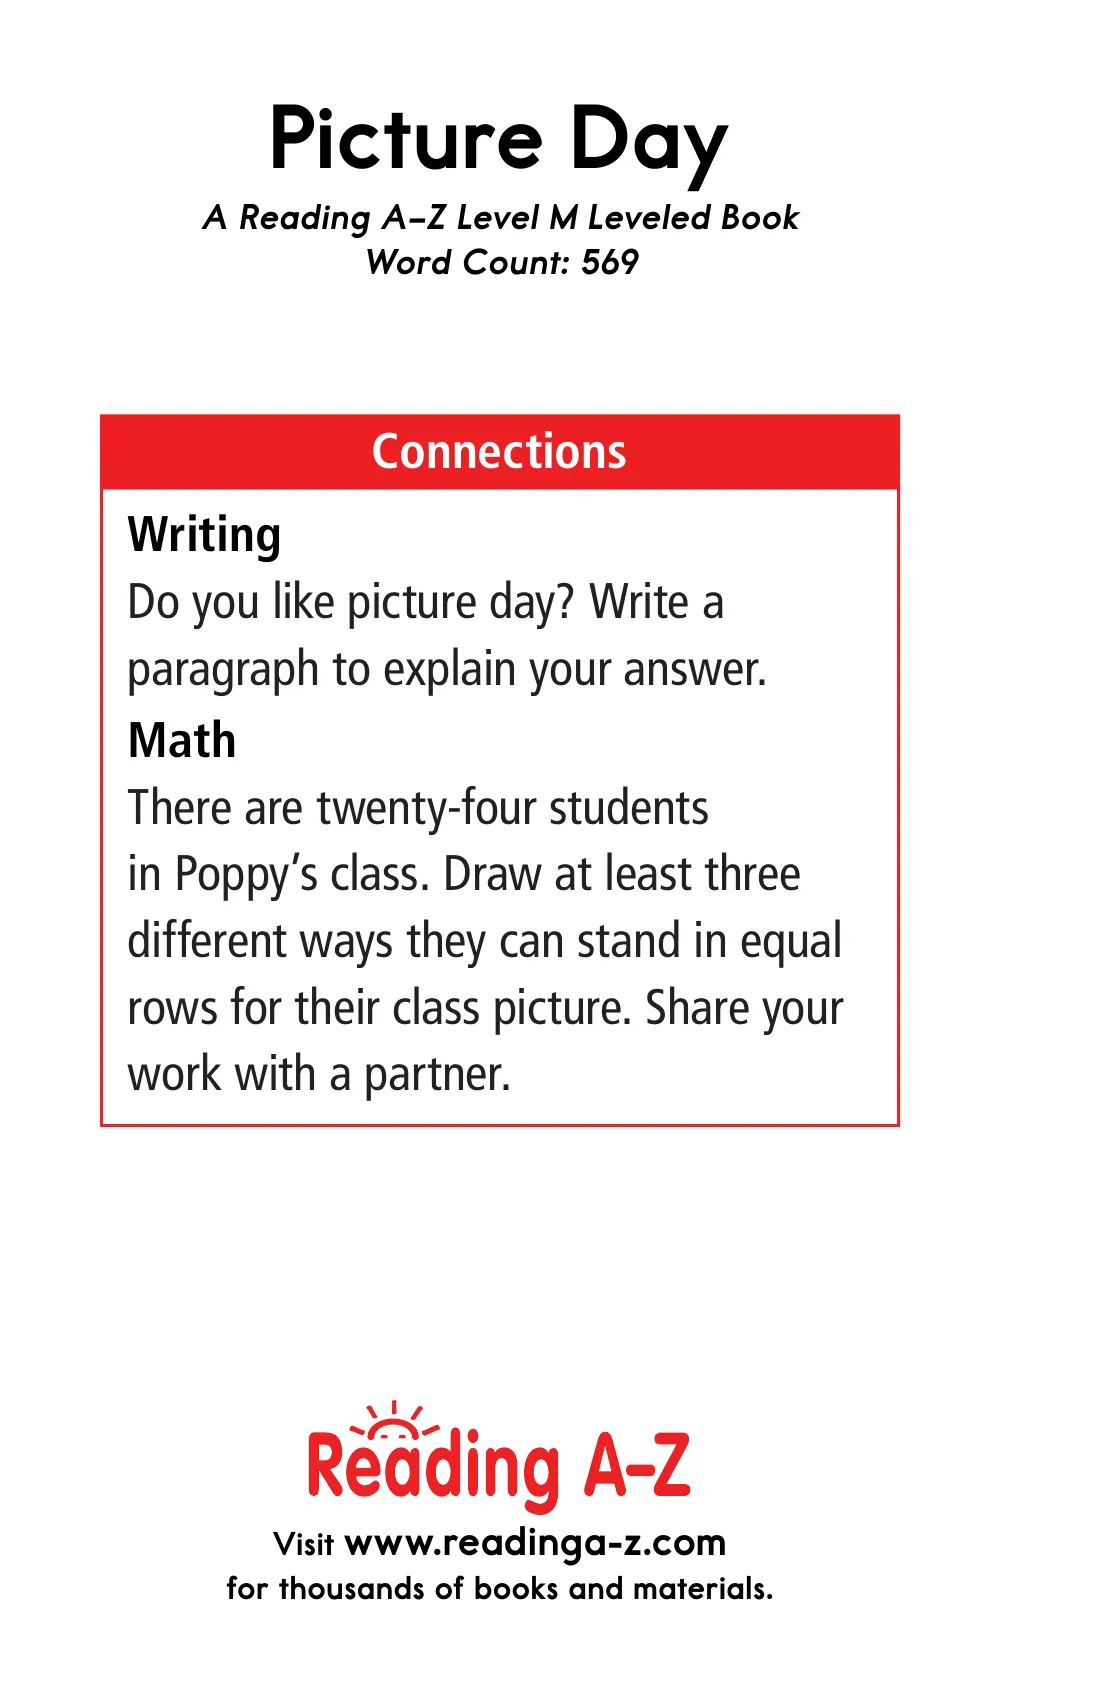 Picture Day
A Reading A–Z Level M Leveled Book
Word Count: 569
Connections
Writing
Do you like picture day? Write a
paragraph to explain your answer.
Math
There are twenty-four students
in Poppy’s class. Draw at least three
different ways they can stand in equal
rows for their class picture. Share your
work with a partner.
Reading A–Z
Visit www.readinga-z.com
for thousands of books and materials.